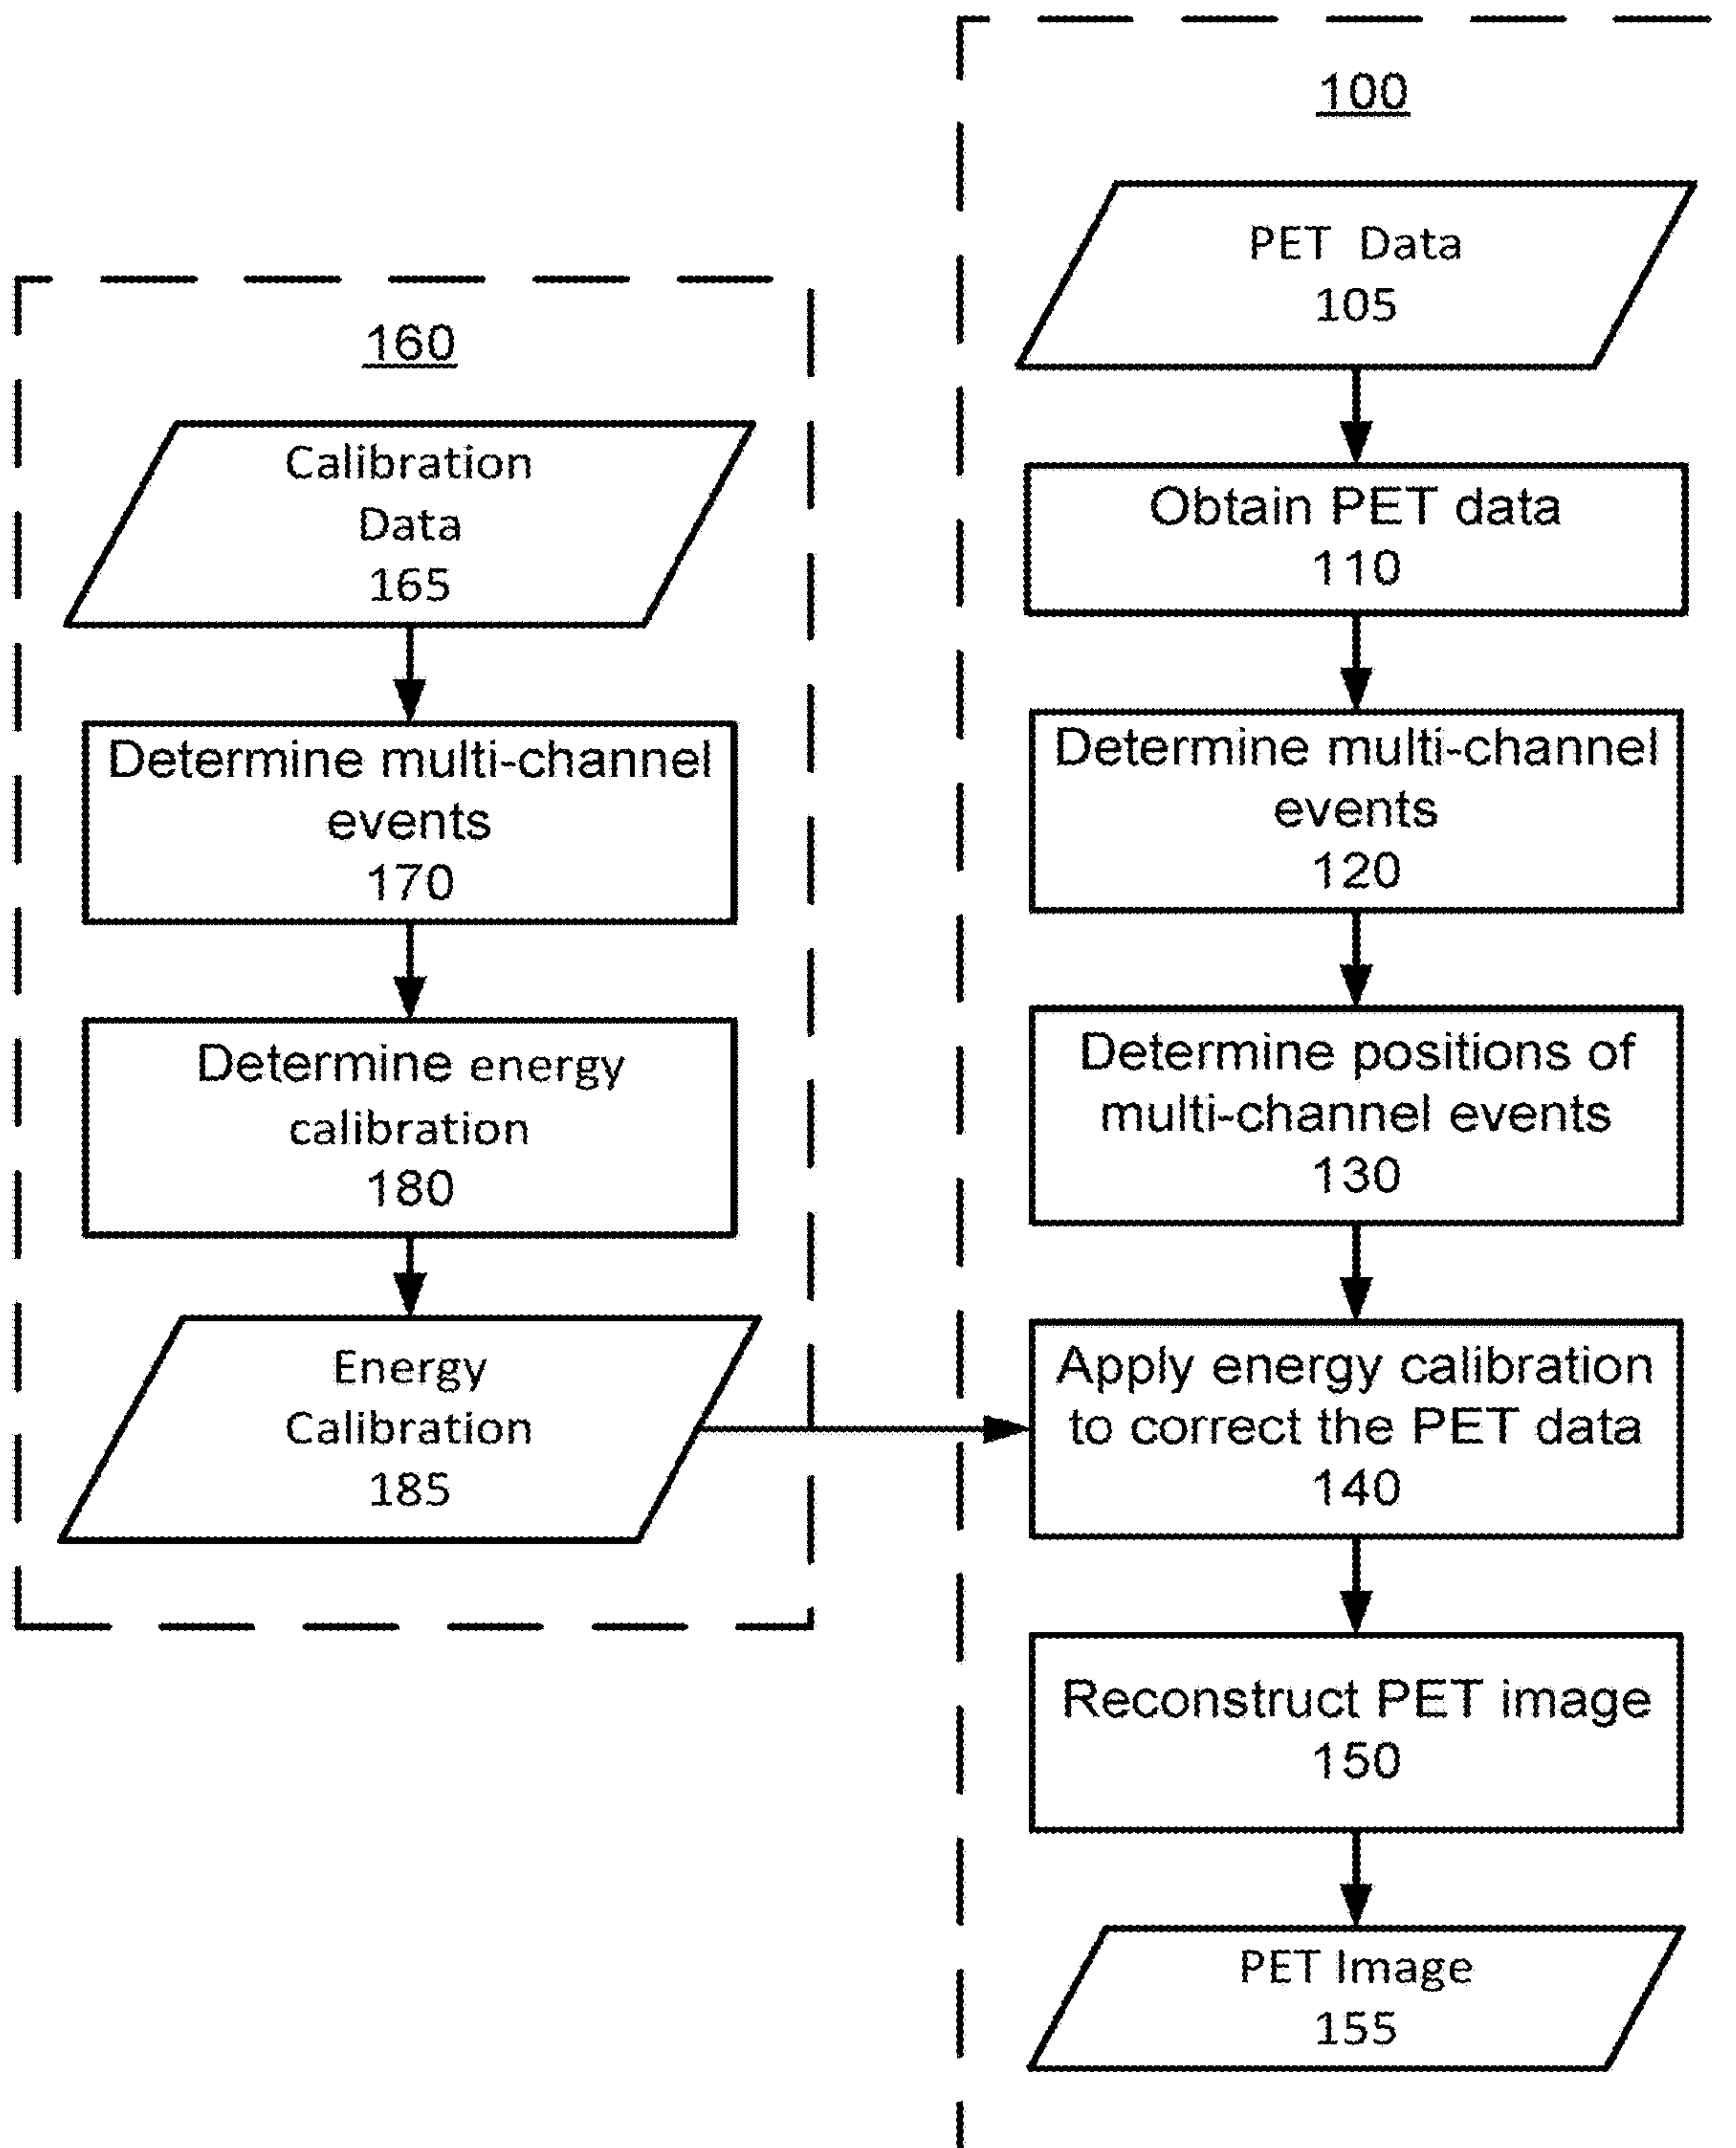 160
Calibration
Data
165
Determine multi-channel
events
170
Determine energy
calibration
180
Energy
Calibration
185
100
PET Data
105
Obtain PET data
110
Determine multi-channel
events
120
Determine positions of
multi-channel events
130
Apply energy calibration
to correct the PET data
140
Reconstruct PET image
150
PET Image
155